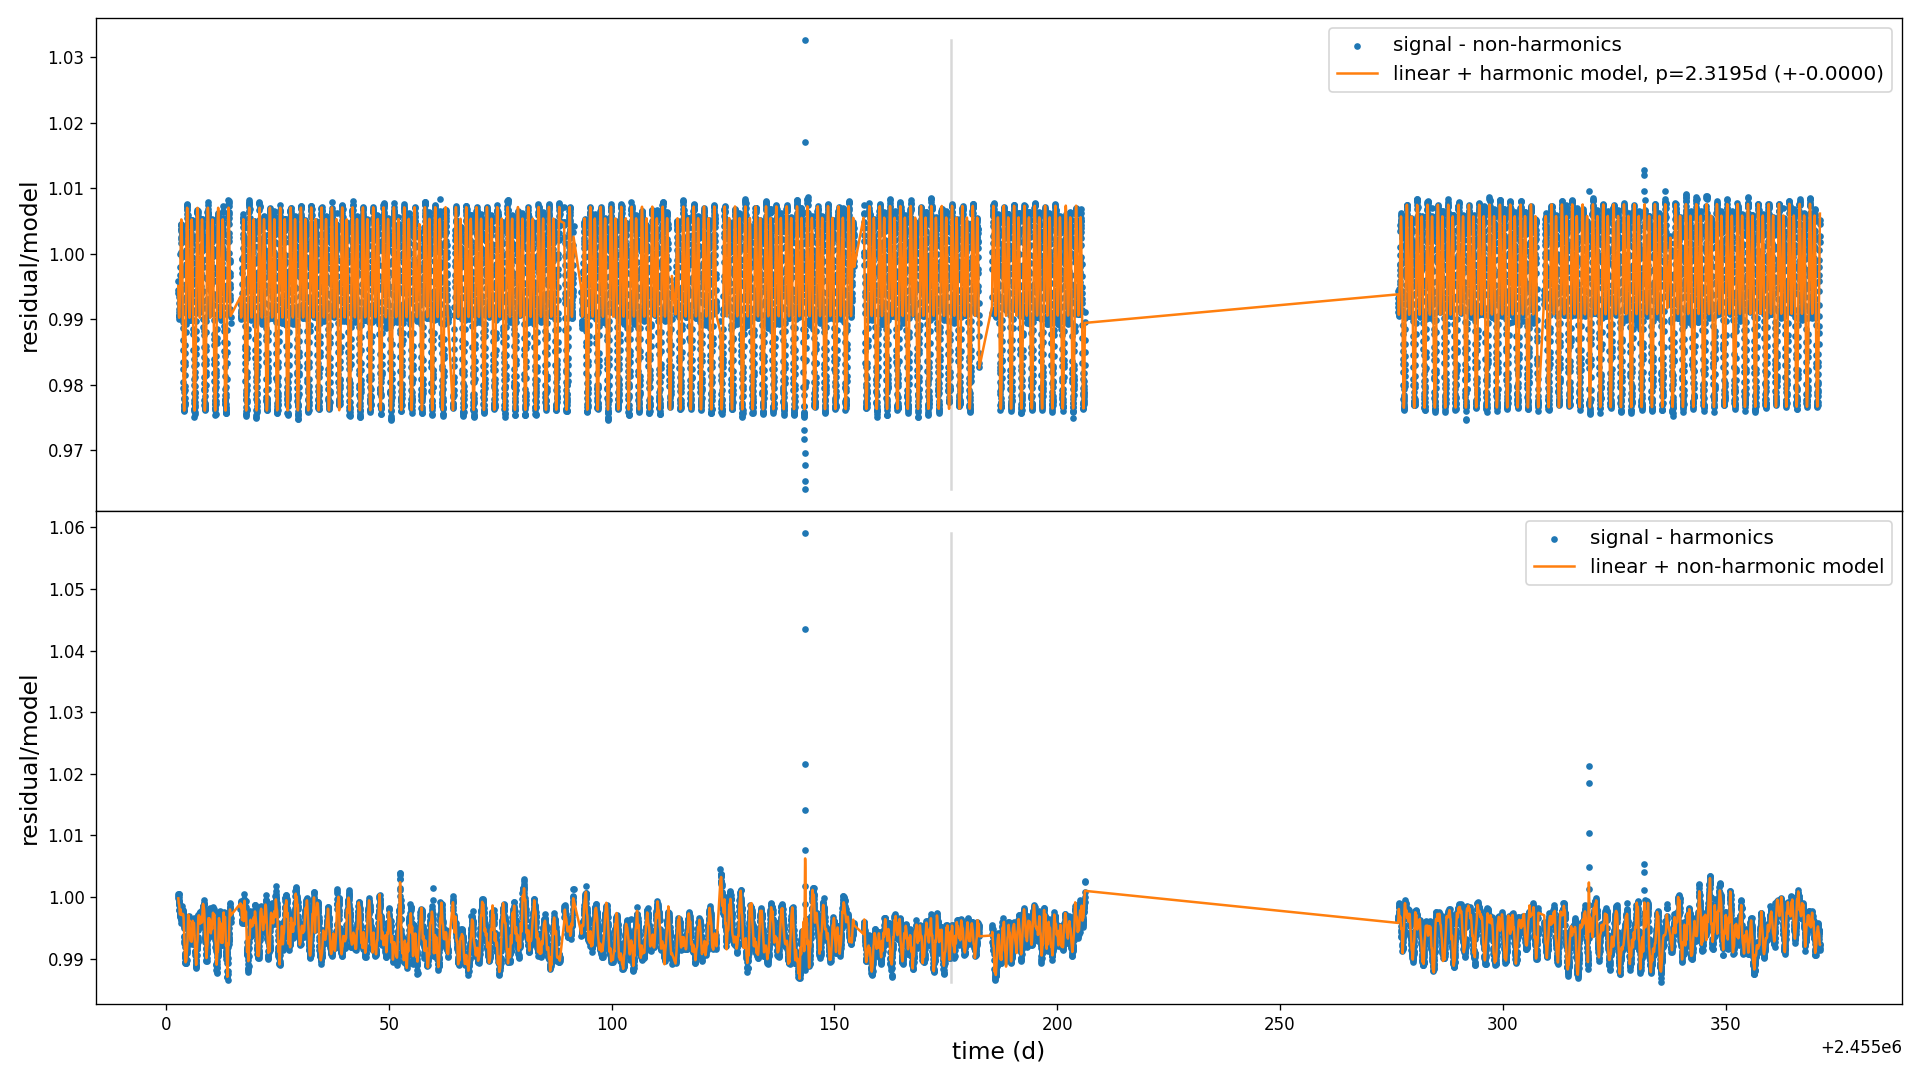 1.03
1.02
1.01
1.00
0.99
0.98
0.97
residual/model
signal - non-harmonics
linear + harmonic model, p=2.3195d (+-0.0000)
1.06
1.05
1.04
1.03
1.02
1.01
1.00
0.99
residual/model
signal - harmonics
linear + non-harmonic model
0 50 100 150 200 250 300 350
time (d)
+2.455e6